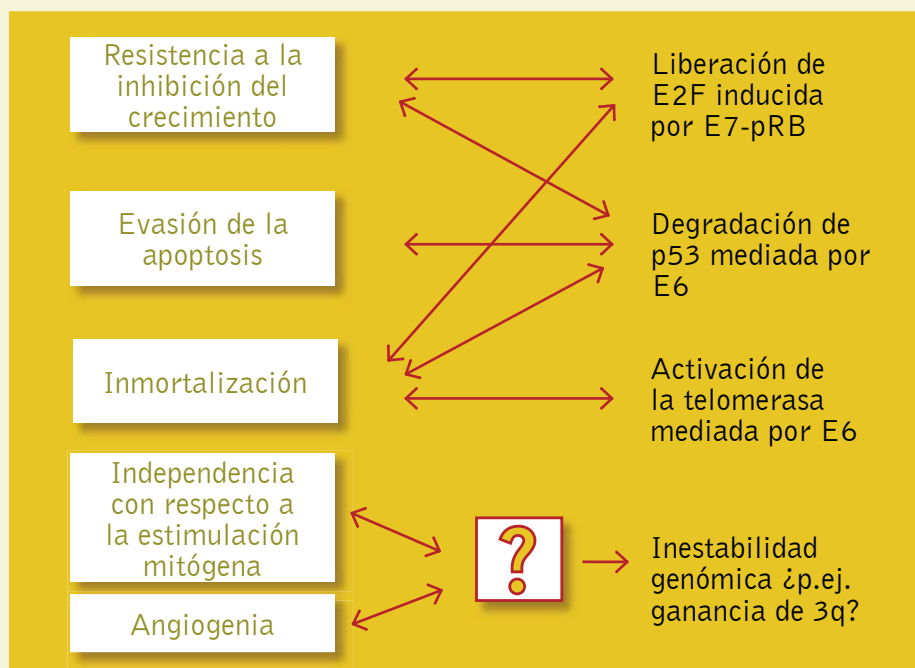 Resistencia a la
inhibición del
crecimiento
Liberación de
E2F inducida
por E7-pRB
Evasión de la
apoptosis
Degradación de
p53 mediada por
E6
Inmortalización
Activación de
la telomerasa
mediada por E6
Independencia
con respecto a
la estimulación
mitógena
Angiogenia
?
Inestabilidad
genómica ¿p.ej.
ganancia de 3q?